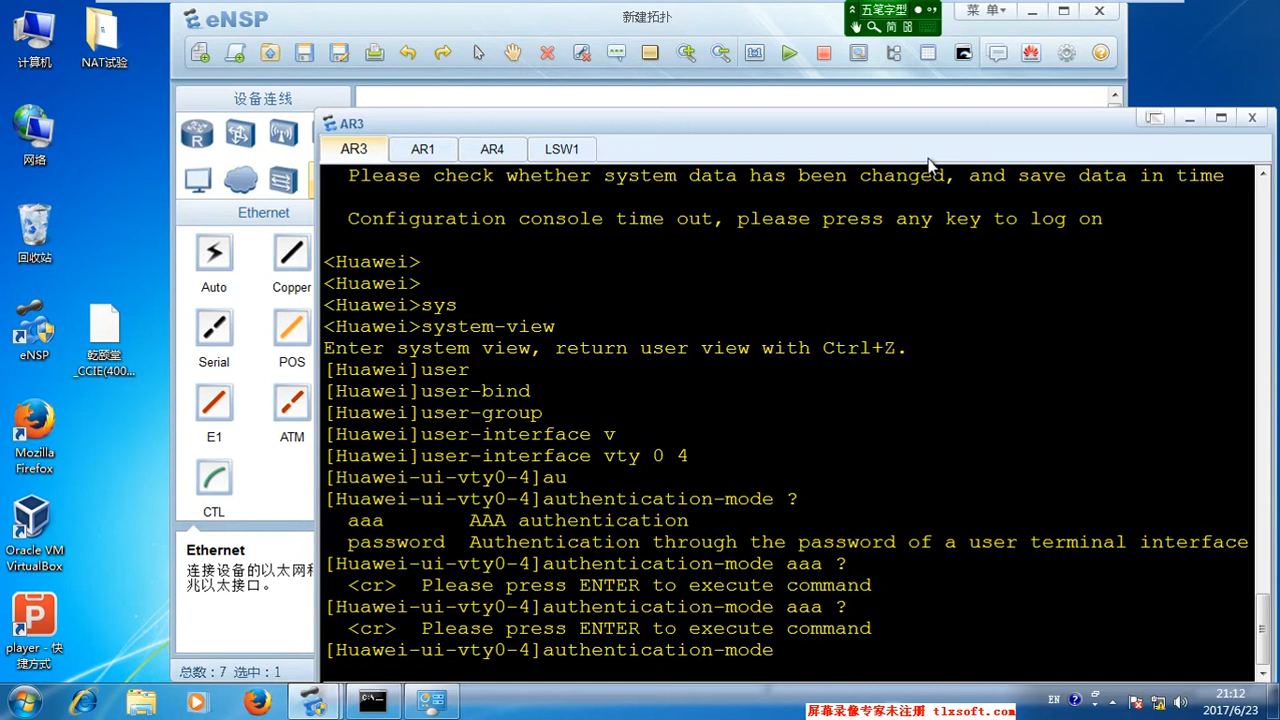 eNSP
新建拓扑
五笔字型
简
菜 单
计算机
NAT试验
设备连线
AR3
AR3
AR1
AR4
LSW1
网络
回收站
eNSP
乾颐堂
_CCIE(400...
Mozilla
Firefox
Oracle VM
VirtualBox
player - 快
捷方式
Ethernet
Auto
Copper
Serial
POS
E1
ATM
CTL
Ethernet
连接设备的以太网和
兆以太接口。
总数: 7 选中: 1
Please check whether system data has been changed, and save data in time
Configuration console time out, please press any key to log on
<Huawei>
<Huawei>
<Huawei>sys
<Huawei>system-view
Enter system view, return user view with Ctrl+Z.
[Huawei]user
[Huawei]user-bind
[Huawei]user-group
[Huawei]user-interface v
[Huawei]user-interface vty 0 4
[Huawei-ui-vty0-4]au
[Huawei-ui-vty0-4]authentication-mode ?
aaa AAA authentication
password Authentication through the password of a user terminal interface
[Huawei-ui-vty0-4]authentication-mode aaa ?
<cr> Please press ENTER to execute command
[Huawei-ui-vty0-4]authentication-mode aaa ?
<cr> Please press ENTER to execute command
[Huawei-ui-vty0-4]authentication-mode
EN
21:12
2017/6/23
屏幕录像专家未注册 tlxsoft.com